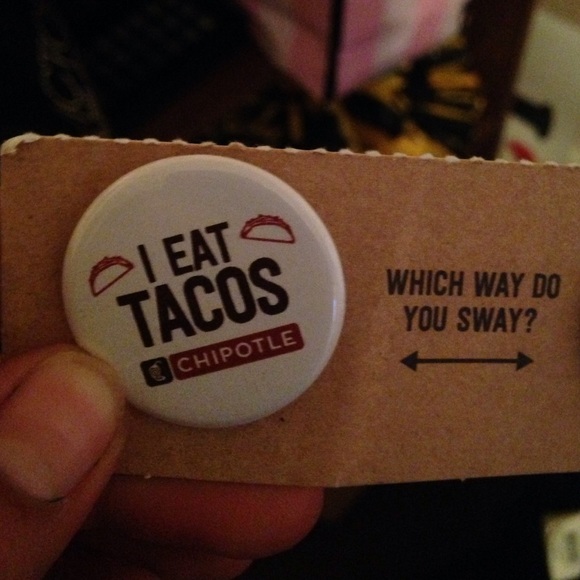 I EAT
TACOS
CHIPOTLE
WHICH WAY DO
YOU SWAY?